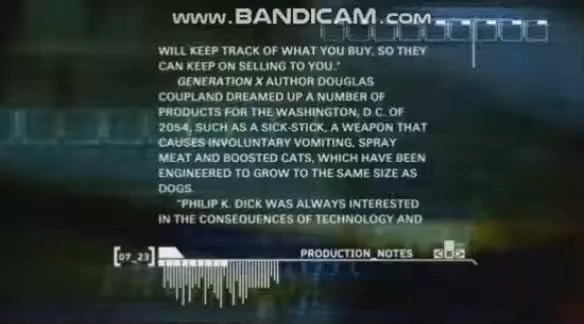 www.BANDICAM.com
WILL KEEP TRACK OF WHAT YOU BUY, SO THEY
CAN KEEP ON SELLING TO YOU."
GENERATION X AUTHOR DOUGLAS
COUPLAND DREAMED UP A NUMBER OF
PRODUCTS FOR THE WASHINGTON, D.C. OF
2054, SUCH AS A SICK-STICK, A WEAPON THAT
CAUSES INVOLUNTARY VOMITING, SPRAY
MEAT AND BOOSTED CATS, WHICH HAVE BEEN
ENGINEERED TO GROW TO THE SAME SIZE AS
DOGS.
"PHILIP K. DICK WAS ALWAYS INTERESTED
IN THE CONSEQUENCES OF TECHNOLOGY AND
[07_23] PRODUCTION_NOTES